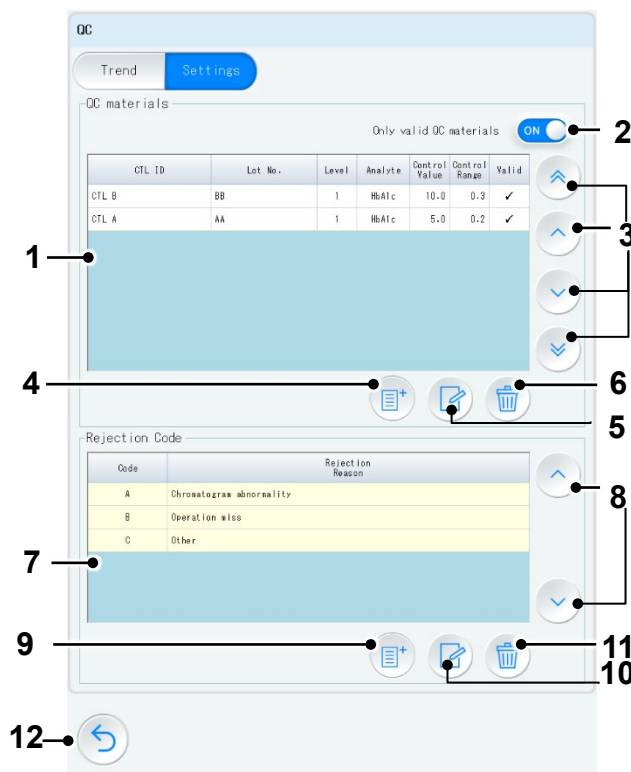 QC
Trend Settings
QC materials
Only valid QC materials ON 2
CTL ID Lot No. Level Analyte Control Value Control Range Valid
CTL B BB 1 HbA1c 10.0 0.3 ✓
CTL A AA 1 HbA1c 5.0 0.2 ✓
3
1
4
6
5
Rejection Code
Code Rejection Reason
A Chromatogram abnormality
B Operation miss
C Other
8
7
9
11
10
12